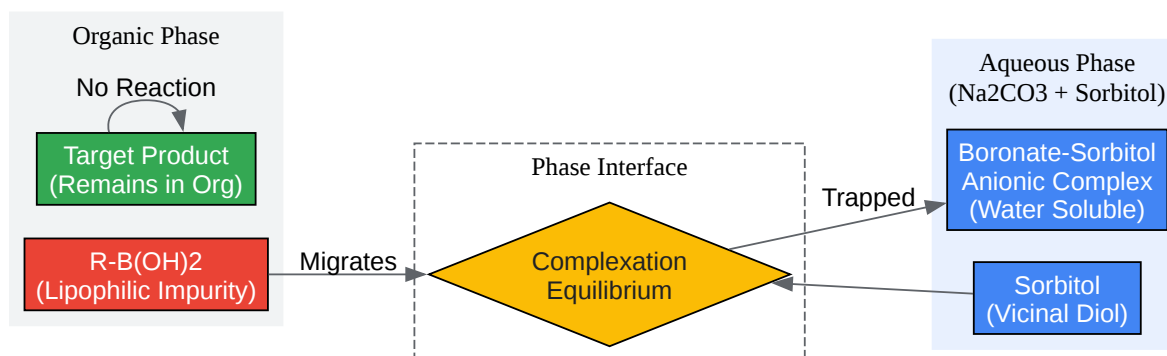 Organic Phase
No Reaction
Target Product
(Remains in Org)
R-B(OH)2
(Lipophilic Impurity)
Migrates
Phase Interface
Complexation
Equilibrium
Trapped
Aqueous Phase
(Na2CO3 + Sorbitol)
Boronate-Sorbitol
Anionic Complex
(Water Soluble)
Sorbitol
(Vicinal Diol)